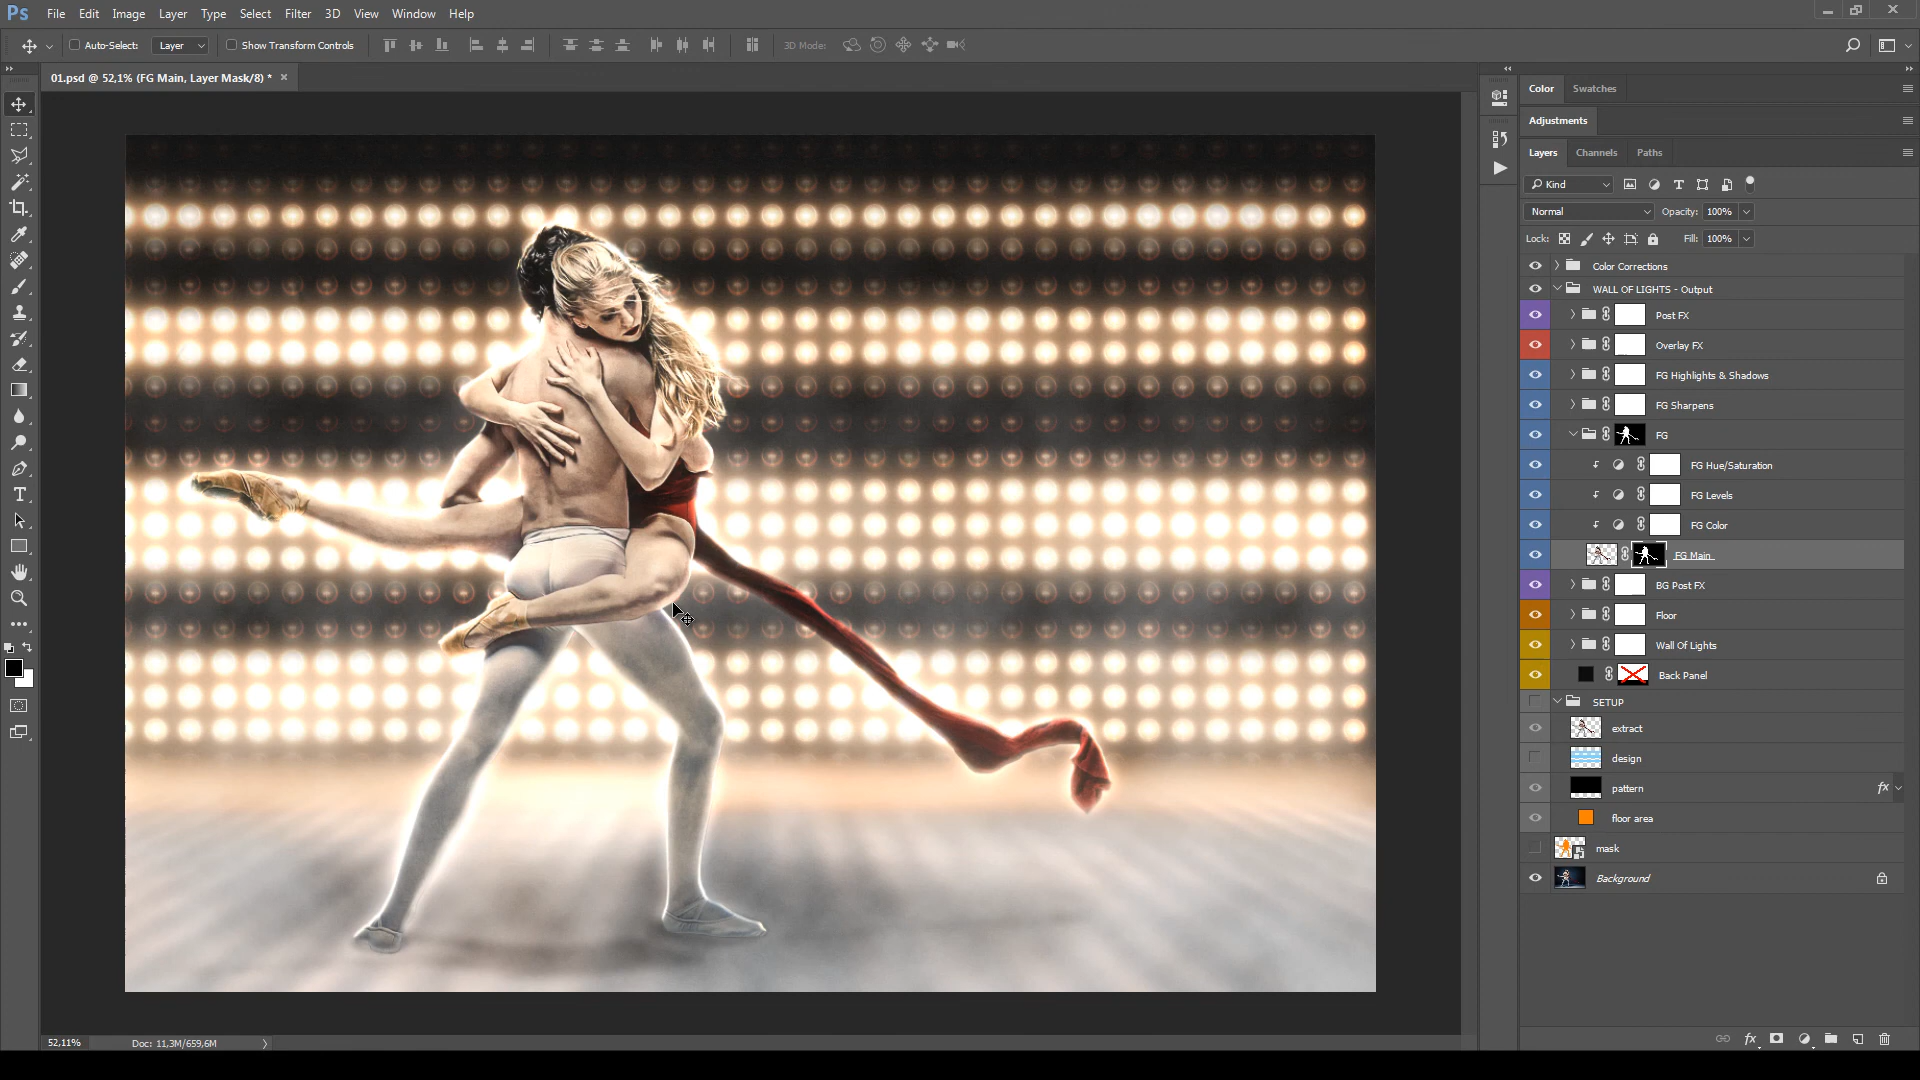 Ps File Edit Image Layer Type Select Filter 3D View Window Help
Auto-Select: Layer Show Transform Controls 3D Mode:
01.psd @ 52,1% (FG Main, Layer Mask/8) *
Color Swatches
Adjustments
Layers Channels Paths
Kind
Normal Opacity: 100%
Lock: Fill: 100%
Color Corrections
WALL OF LIGHTS - Output
Post FX
Overlay FX
FG Highlights & Shadows
FG Sharpens
FG
FG Hue/Saturation
FG Levels
FG Color
FG Main
BG Post FX
Floor
Wall Of Lights
Back Panel
SETUP
extract
design
pattern fx
floor area
mask
Background
52,11% Doc: 11,3M/659,6M
fx